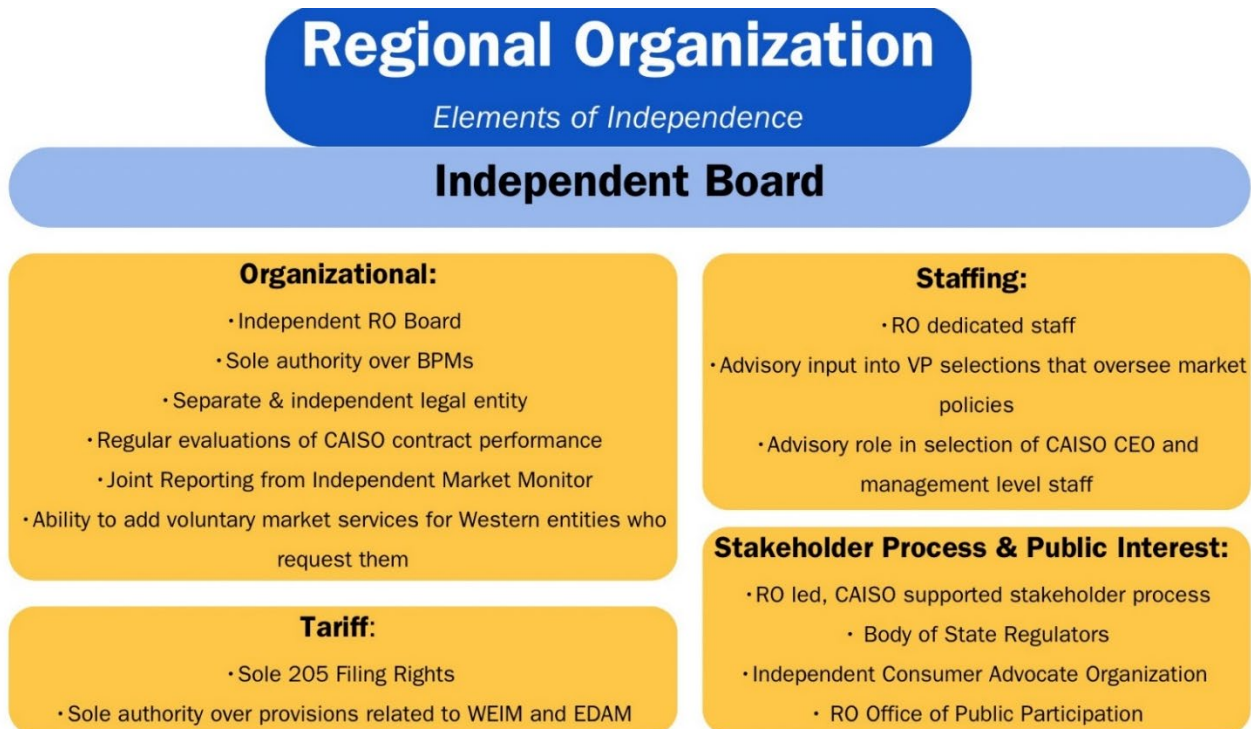 Regional Organization
Elements of Independence
Independent Board
Organizational:
· Independent RO Board
· Sole authority over BPMs
· Separate & independent legal entity
· Regular evaluations of CAISO contract performance
· Joint Reporting from Independent Market Monitor
· Ability to add voluntary market services for Western entities who
request them
Tariff:
· Sole 205 Filing Rights
· Sole authority over provisions related to WEIM and EDAM
Staffing:
· RO dedicated staff
· Advisory input into VP selections that oversee market
policies
· Advisory role in selection of CAISO CEO and
management level staff
Stakeholder Process & Public Interest:
· RO led, CAISO supported stakeholder process
· Body of State Regulators
· Independent Consumer Advocate Organization
· RO Office of Public Participation